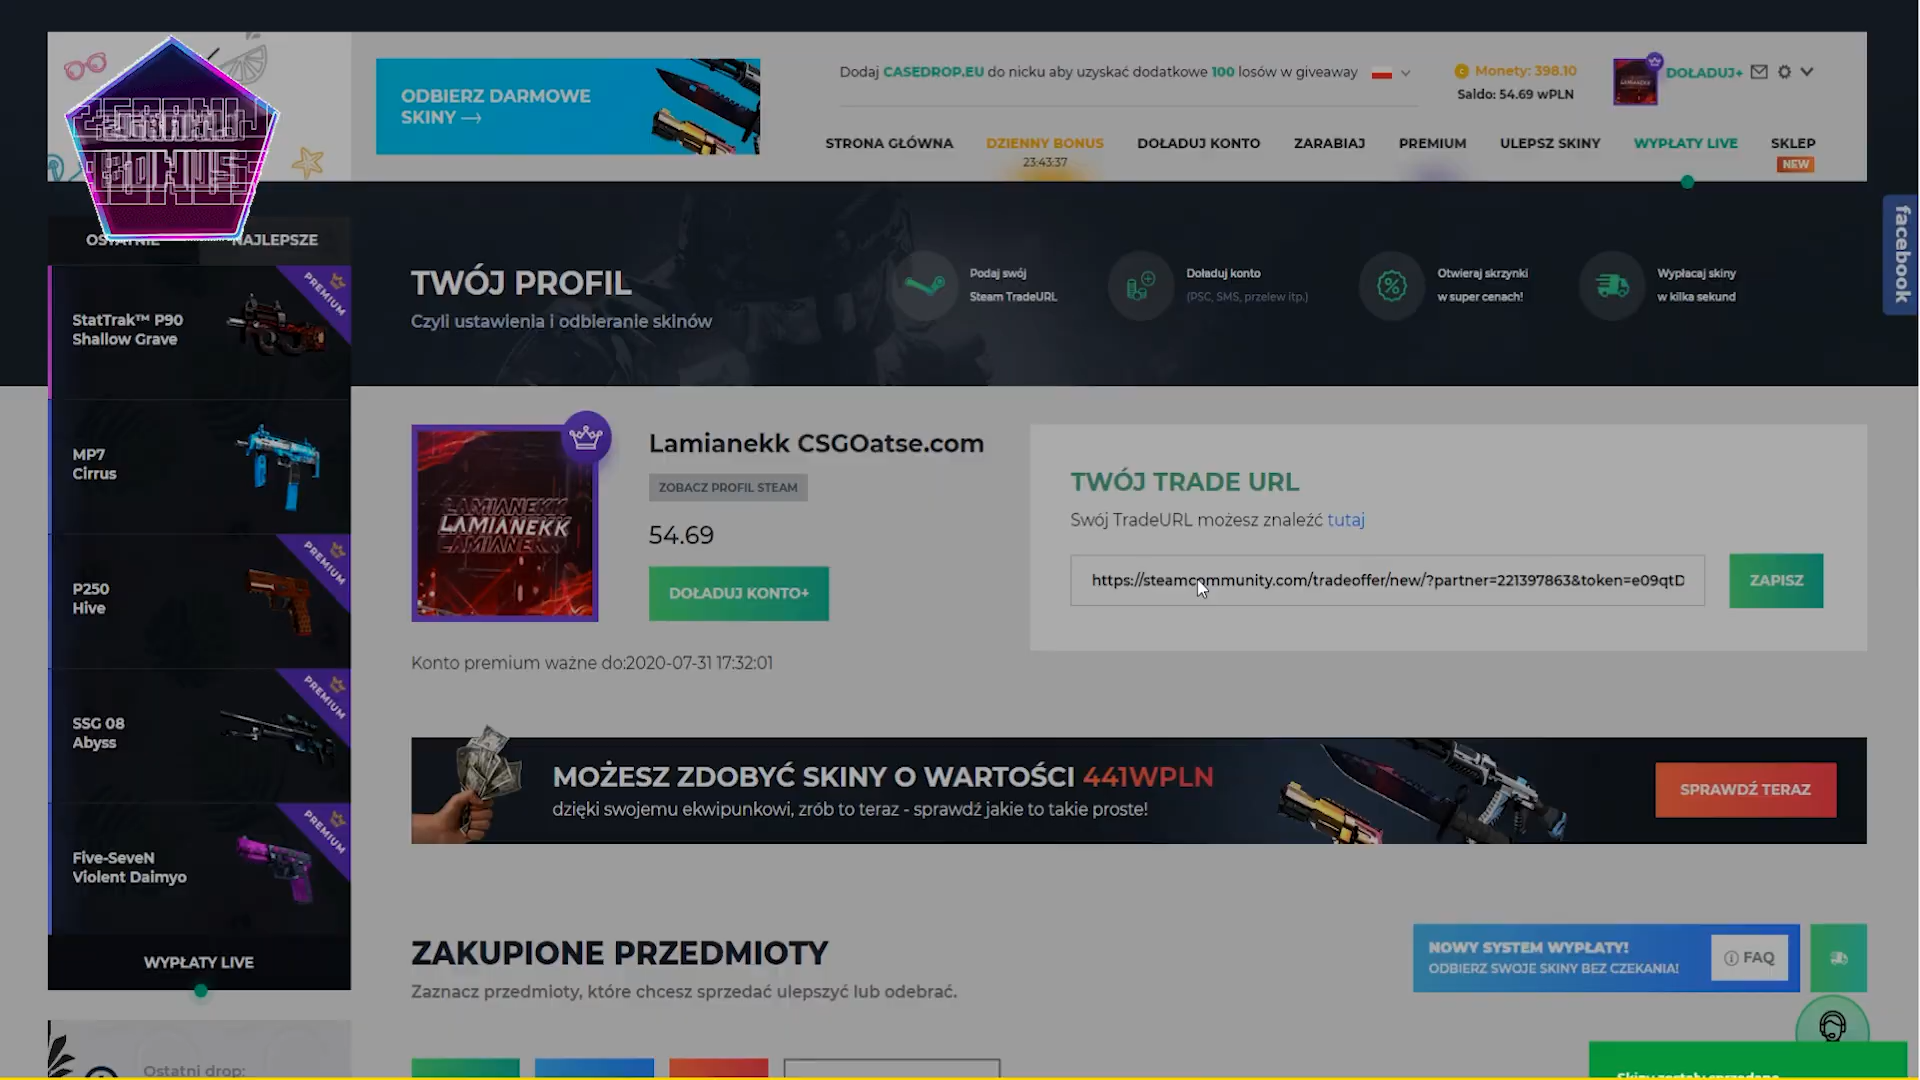 ZGARNIJ
BONUS
ODBIERZ DARMOWE
SKINY →
Dodaj CASEDROP.EU do nicku aby uzyskać dodatkowe 100 losów w giveaway
Monety: 398.10
Saldo: 54.69 wPLN
DOŁADUJ+
STRONA GŁÓWNA
DZIENNY BONUS
23:43:37
DOŁADUJ KONTO
ZARABIAJ
PREMIUM
ULEPSZ SKINY
WYPŁATY LIVE
SKLEP
NEW
facebook
OSTATNIE
NAJLEPSZE
TWÓJ PROFIL
Czyli ustawienia i odbieranie skinów
Podaj swój
Steam TradeURL
Doładuj konto
(PSC, SMS, przelew itp.)
Otwieraj skrzynki
w super cenach!
Wypłacaj skiny
w kilka sekund
PREMIUM
StatTrak™ P90
Shallow Grave
MP7
Cirrus
PREMIUM
P250
Hive
PREMIUM
SSG 08
Abyss
PREMIUM
Five-SeveN
Violent Daimyo
WYPŁATY LIVE
Ostatni drop:
LAMIANEKK
LAMIANEKK
LAMIANEKK
Lamianekk CSGOatse.com
ZOBACZ PROFIL STEAM
54.69
DOŁADUJ KONTO+
Konto premium ważne do:2020-07-31 17:32:01
TWÓJ TRADE URL
Swój TradeURL możesz znaleźć tutaj
https://steamcommunity.com/tradeoffer/new/?partner=221397863&token=e09qtD
ZAPISZ
MOŻESZ ZDOBYĆ SKINY O WARTOŚCI 441WPLN
dzięki swojemu ekwipunkowi, zrób to teraz - sprawdź jakie to takie proste!
SPRAWDŹ TERAZ
ZAKUPIONE PRZEDMIOTY
Zaznacz przedmioty, które chcesz sprzedać ulepszyć lub odebrać.
NOWY SYSTEM WYPŁATY!
ODBIERZ SWOJE SKINY BEZ CZEKANIA!
FAQ
Skiny zostały sprzedane